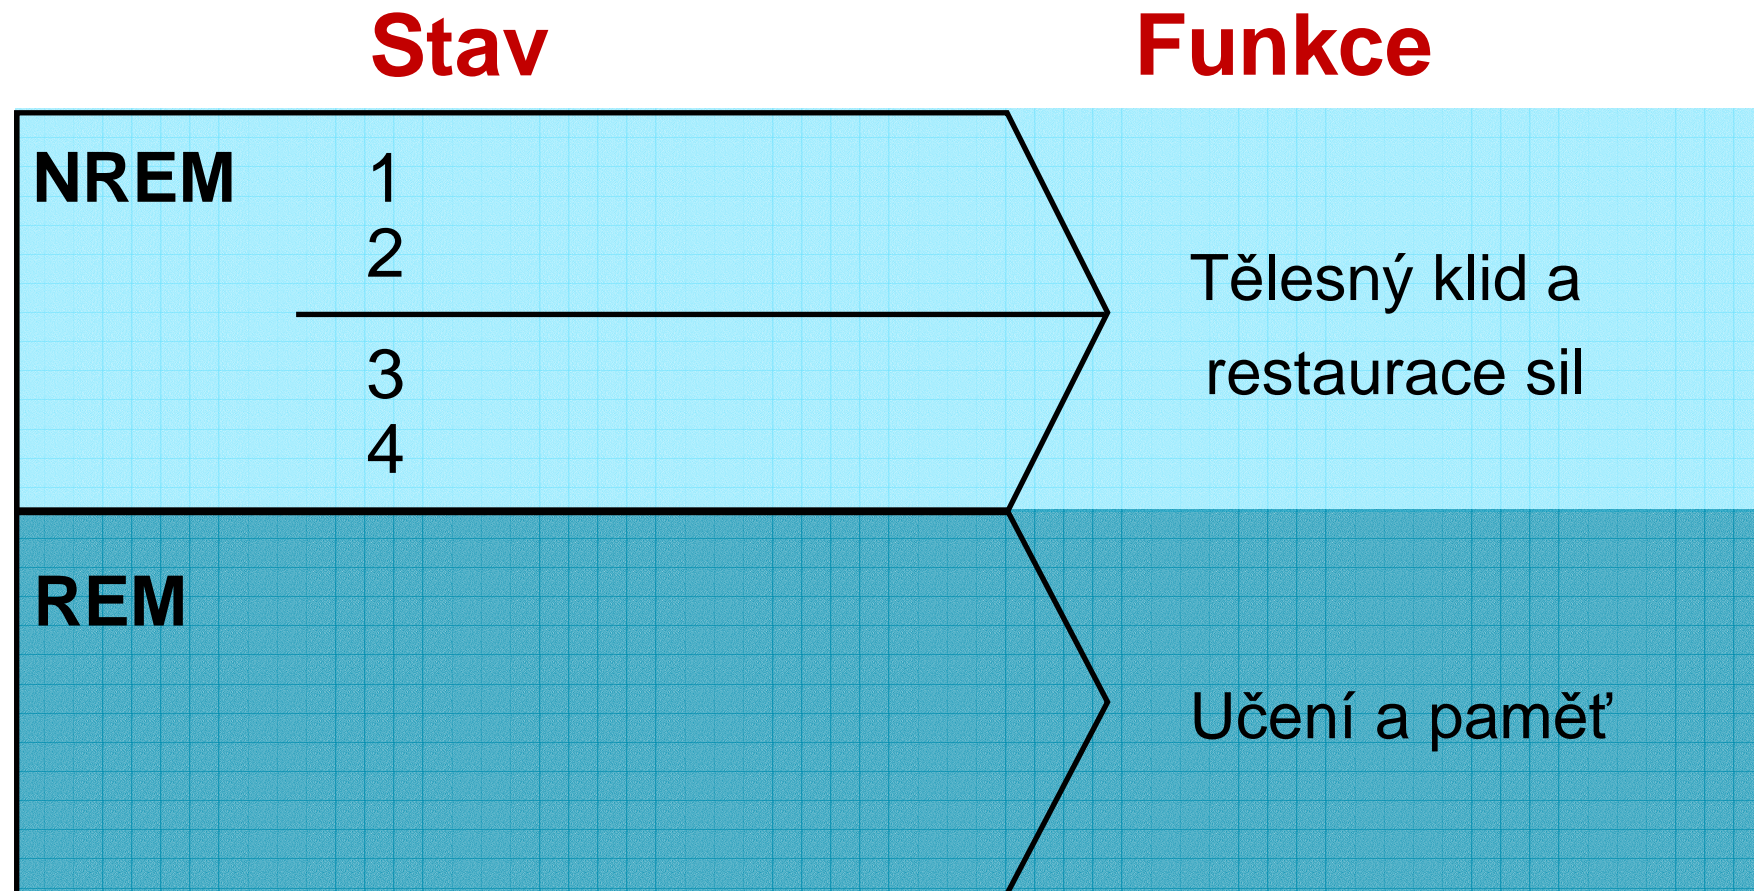 Stav Funkce
NREM 1
2
3
4
Tělesný klid a
restaurace sil
REM
Učení a paměť